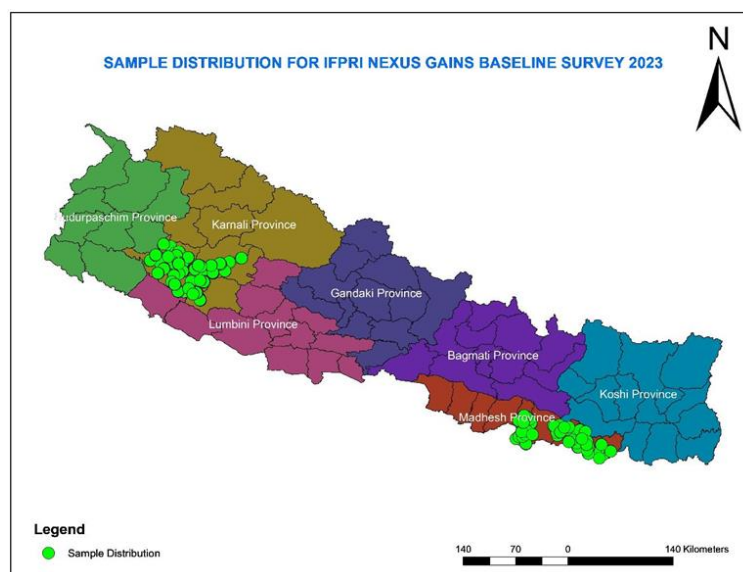 SAMPLE DISTRIBUTION FOR IFPRI NEXUS GAINS BASELINE SURVEY 2023
N
Province
Karnali Province
Gandaki Province
Lumbini Province
Bagmati Province
Koshi Province
Madhesh Province
Legend
Sample Distribution
140 70 0 140 Kilometers